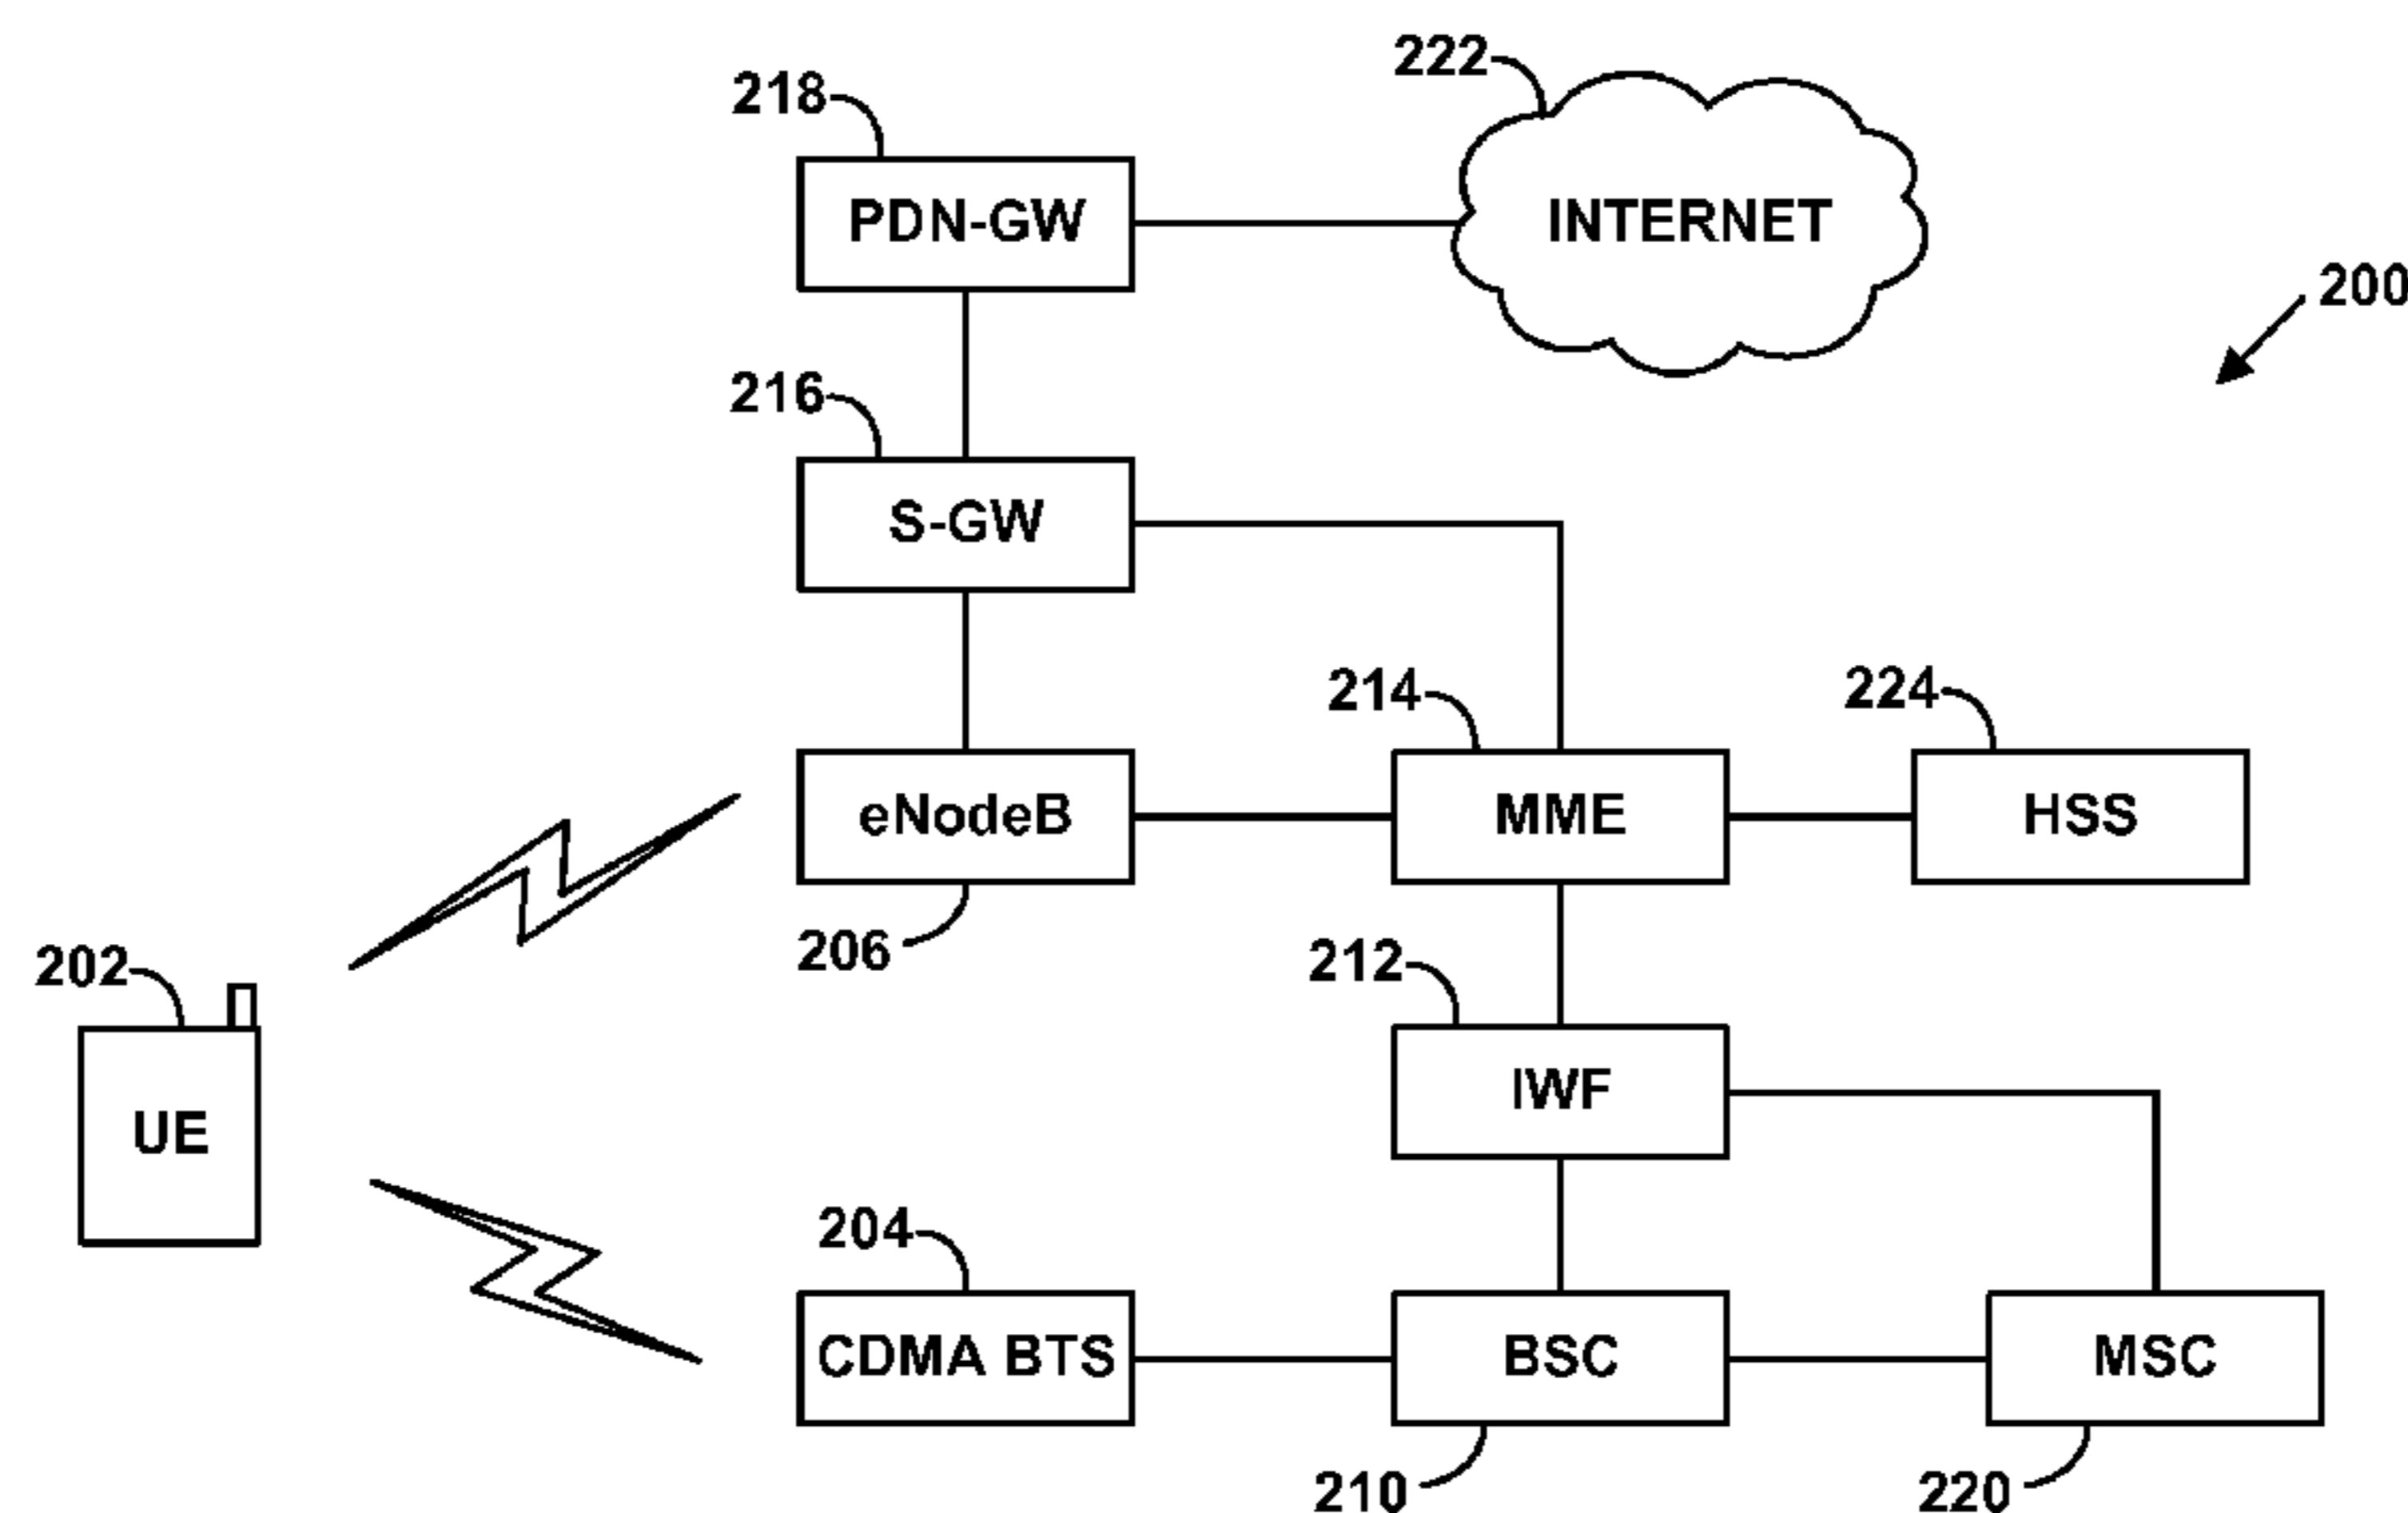 222
218
PDN-GW
INTERNET
200
216
S-GW
214
224
eNodeB
MME
HSS
206
202
212
UE
IWF
204
CDMA BTS
BSC
MSC
210
220